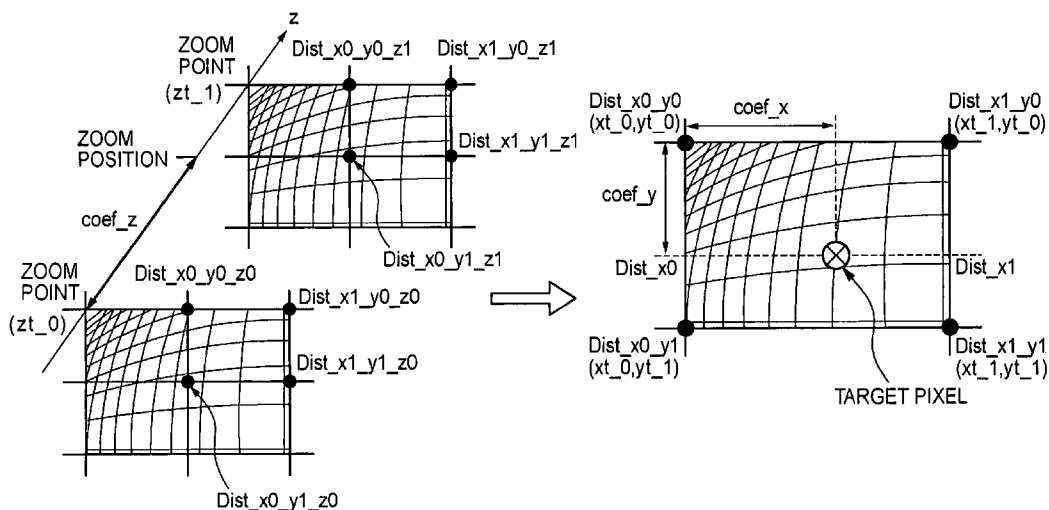 z
ZOOM
POINT
(zt_1)
Dist_x0_y0_z1
Dist_x1_y0_z1
ZOOM
POSITION
Dist_x1_y1_z1
coef_z
Dist_x0_y1_z1
ZOOM
POINT
(zt_0)
Dist_x0_y0_z0
Dist_x1_y0_z0
Dist_x1_y1_z0
Dist_x0_y1_z0
Dist_x0_y0
(xt_0,yt_0)
coef_x
Dist_x1_y0
(xt_1,yt_0)
coef_y
Dist_x0
Dist_x1
Dist_x0_y1
(xt_0,yt_1)
Dist_x1_y1
(xt_1,yt_1)
TARGET PIXEL